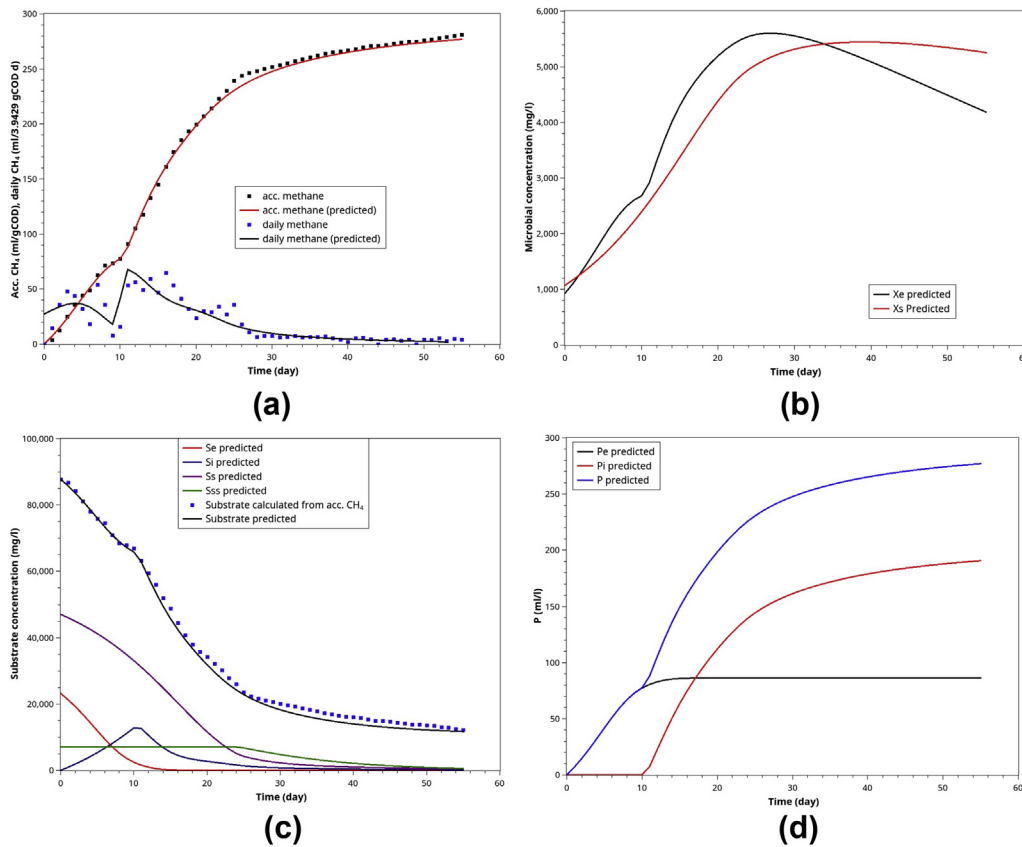 300
250
200
150
100
50
0
0
10
20
30
40
50
60
Acc. CH₄ (ml/gCOD), daily CH₄ (ml/3.9429 gCOD d)
Time (day)
acc. methane
acc. methane (predicted)
daily methane
daily methane (predicted)
(a)
6,000
5,000
4,000
3,000
2,000
1,000
0
0
10
20
30
40
50
60
Microbial concentration (mg/l)
Time (day)
Xe predicted
Xs Predicted
(b)
100,000
80,000
60,000
40,000
20,000
0
0
10
20
30
40
50
60
Substrate concentration (mg/l)
Time (day)
Se predicted
Si predicted
Ss predicted
Sss predicted
Substrate calculated from acc. CH₄
Substrate predicted
(c)
300
250
200
150
100
50
0
0
10
20
30
40
50
60
P (ml/l)
Time (day)
Pe predicted
Pi predicted
P predicted
(d)